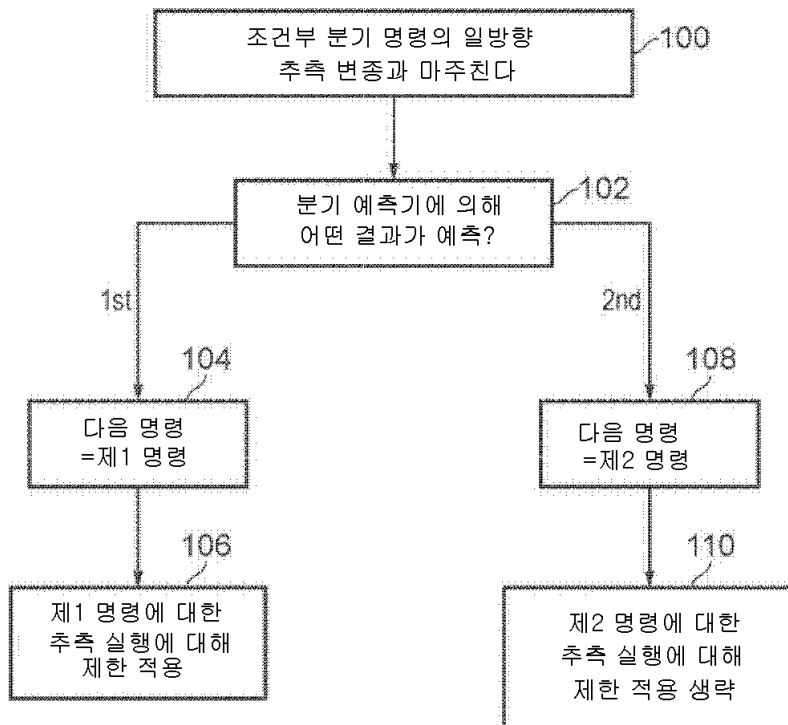 조건부 분기 명령의 일방향
추측 변종과 마주친다
100
분기 예측기에 의해
어떤 결과가 예측?
102
1st
2nd
104
다음 명령
=제1 명령
108
다음 명령
=제2 명령
106
제1 명령에 대한
추측 실행에 대해
제한 적용
110
제2 명령에 대한
추측 실행에 대해
제한 적용 생략